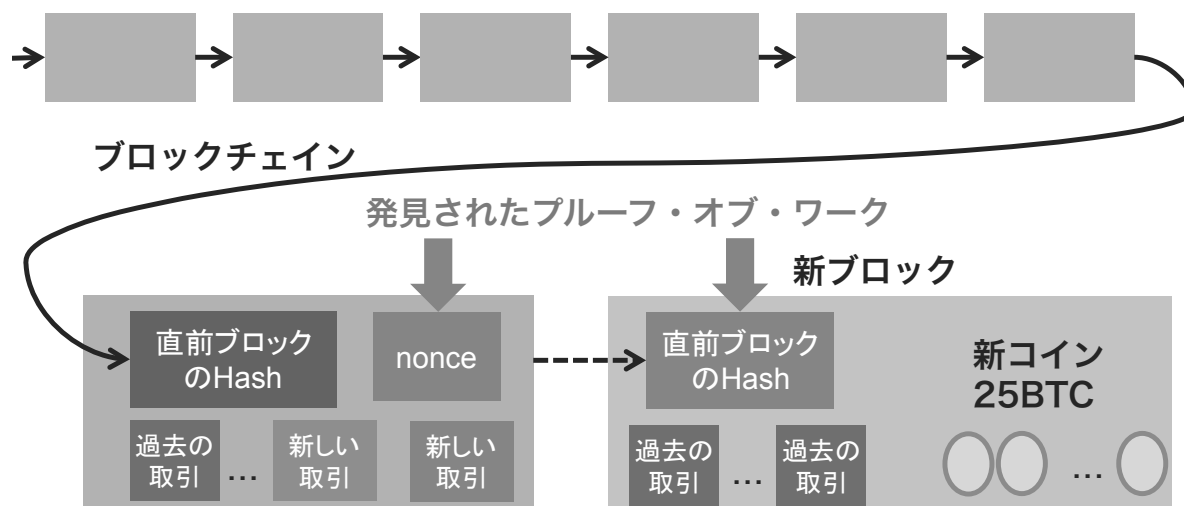 ブロックチェイン
発見されたプルーフ・オブ・ワーク
新ブロック
直前ブロック
のHash
nonce
直前ブロック
のHash
新コイン
25BTC
過去の
取引
…
新しい
取引
新しい
取引
過去の
取引
…
過去の
取引
…